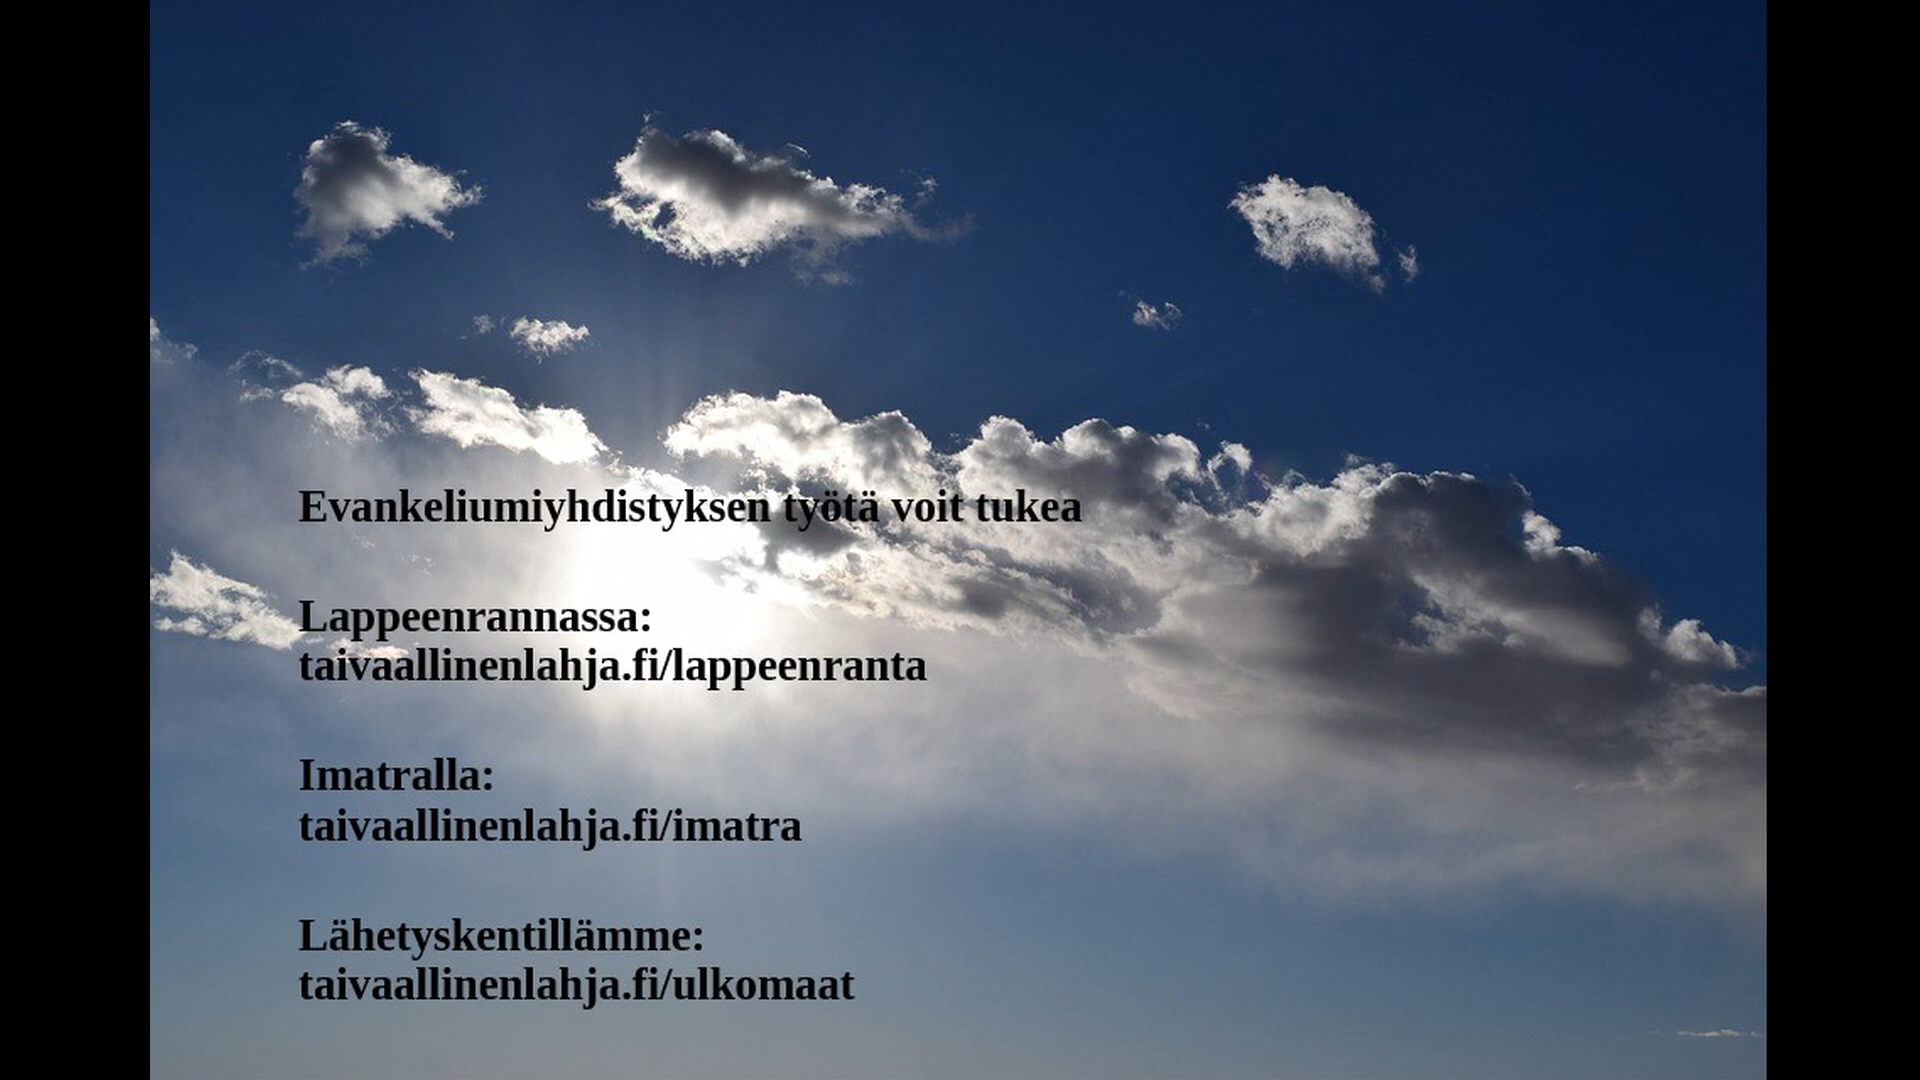 Evankeliumiyhdistyksen työtä voit tukea
Lappeenrannassa:
taivaallinenlahja.fi/lappeenranta
Imatralla:
taivaallinenlahja.fi/imatra
Lähetyskentillämme:
taivaallinenlahja.fi/ulkomaat